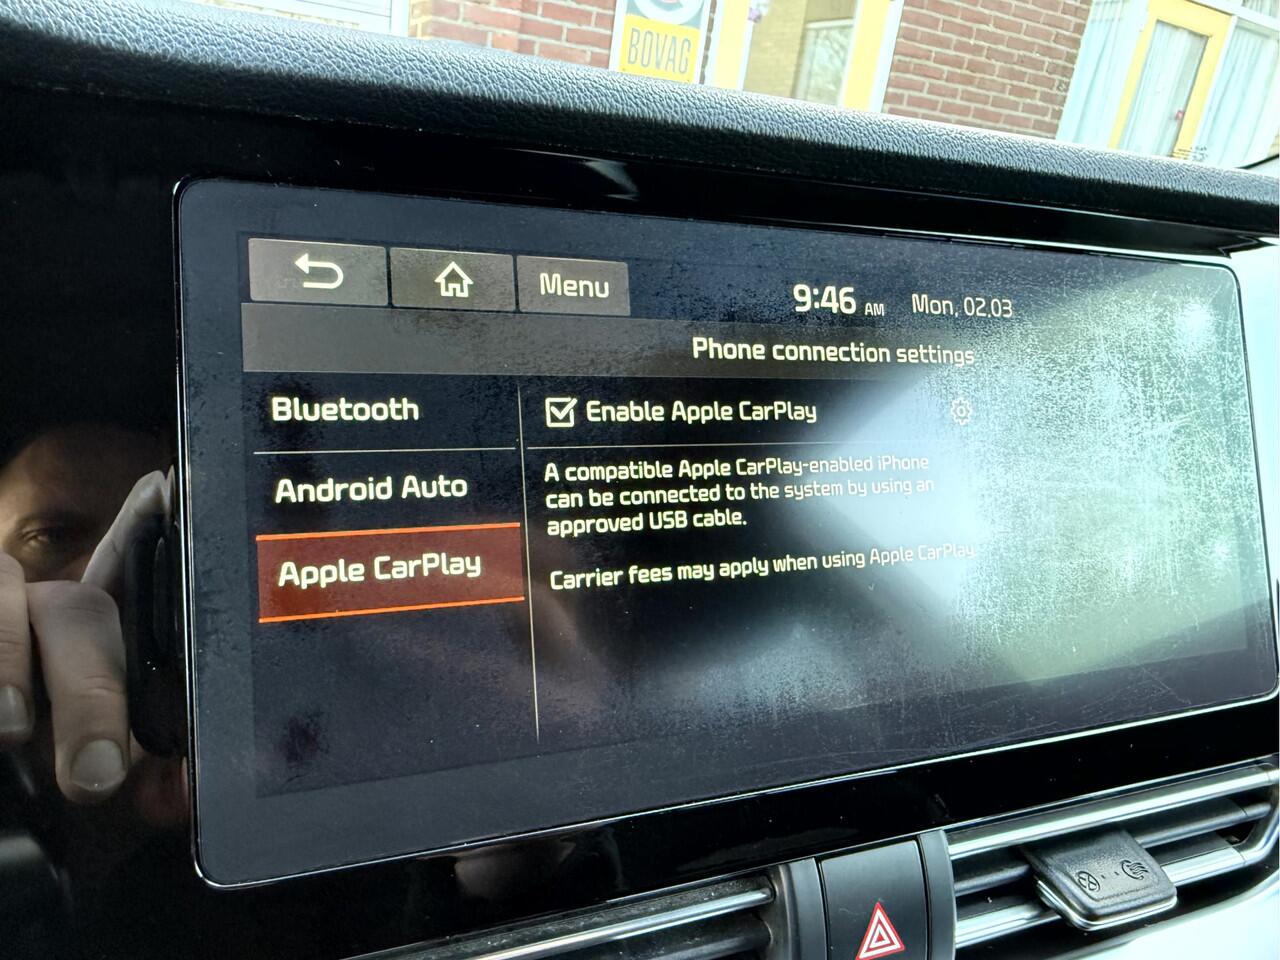 BOVAG
Menu
9:46 AM Mon, 02.03
Phone connection settings
Bluetooth
Enable Apple CarPlay
Android Auto
A compatible Apple CarPlay-enabled iPhone
can be connected to the system by using an
approved USB cable.
Apple CarPlay
Carrier fees may apply when using Apple CarPlay.